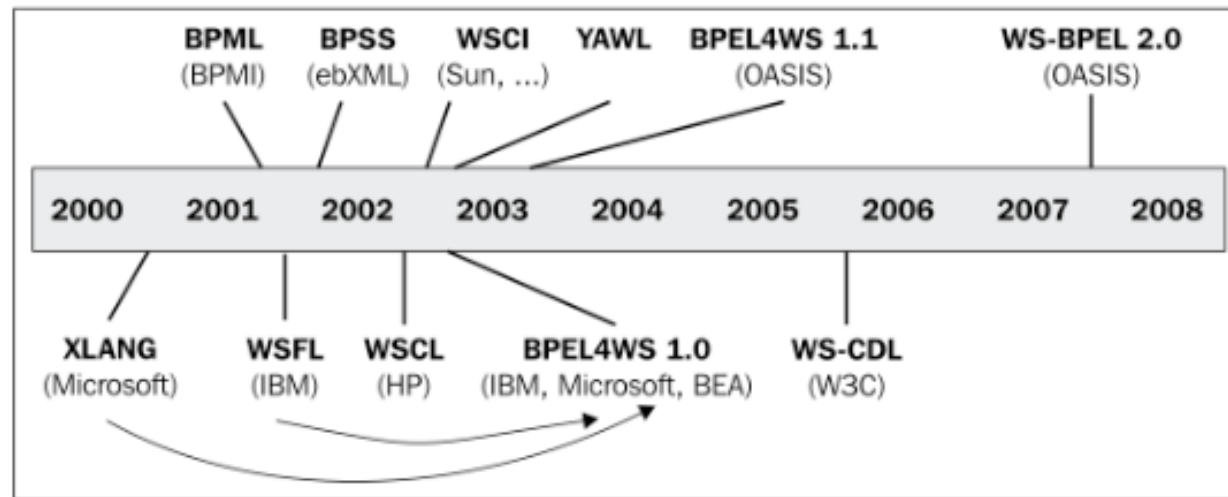 BPML BPSS WSCI YAWL BPEL4WS 1.1 WS-BPEL 2.0
(BPMI) (ebXML) (Sun, ...) (OASIS) (OASIS)
2000 2001 2002 2003 2004 2005 2006 2007 2008
XLANG WSFL WSCL BPEL4WS 1.0 WS-CDL
(Microsoft) (IBM) (HP) (IBM, Microsoft, BEA) (W3C)